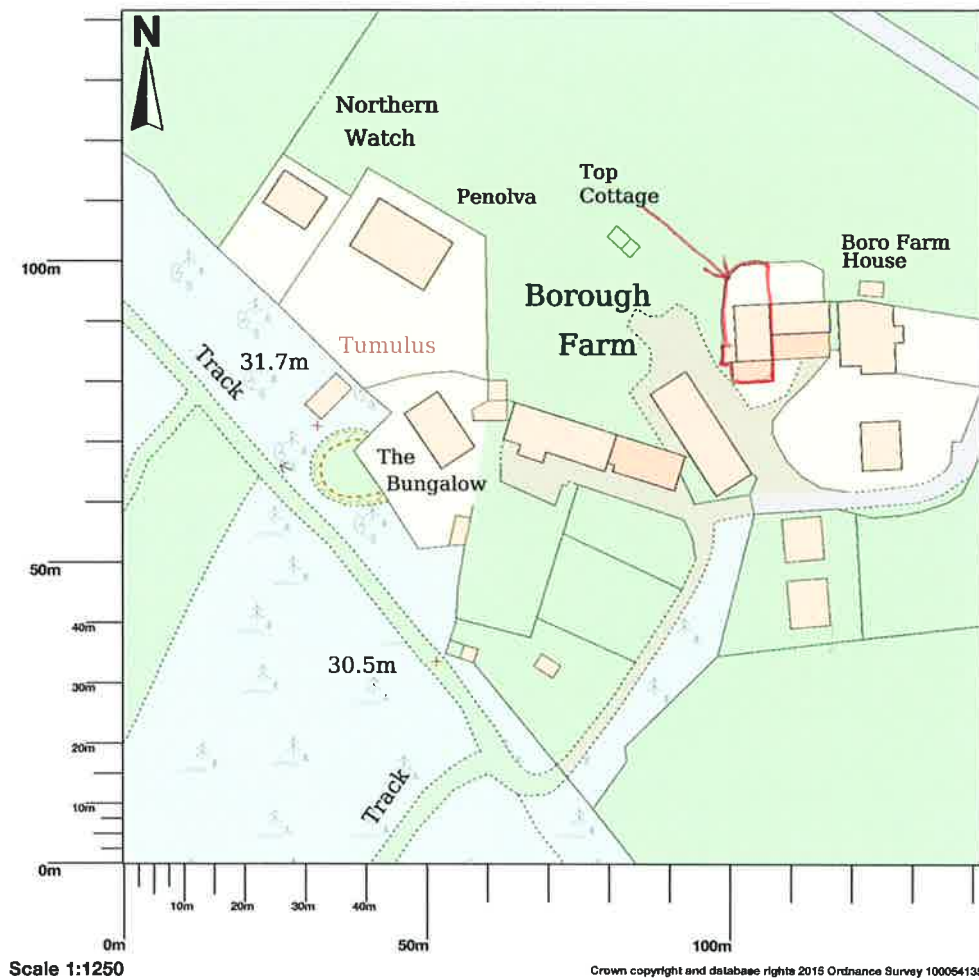 N
Northern
Watch
Penolva
Top
Cottage
Boro Farm
House
Borough
Farm
100m
Tumulus
31.7m
Track
The
Bungalow
50m
40m
30.5m
30m
20m
Track
10m
0m
10m
20m
30m
40m
0m
50m
100m
Scale 1:1250
Crown copyright and database rights 2015 Ordnance Survey 10005413